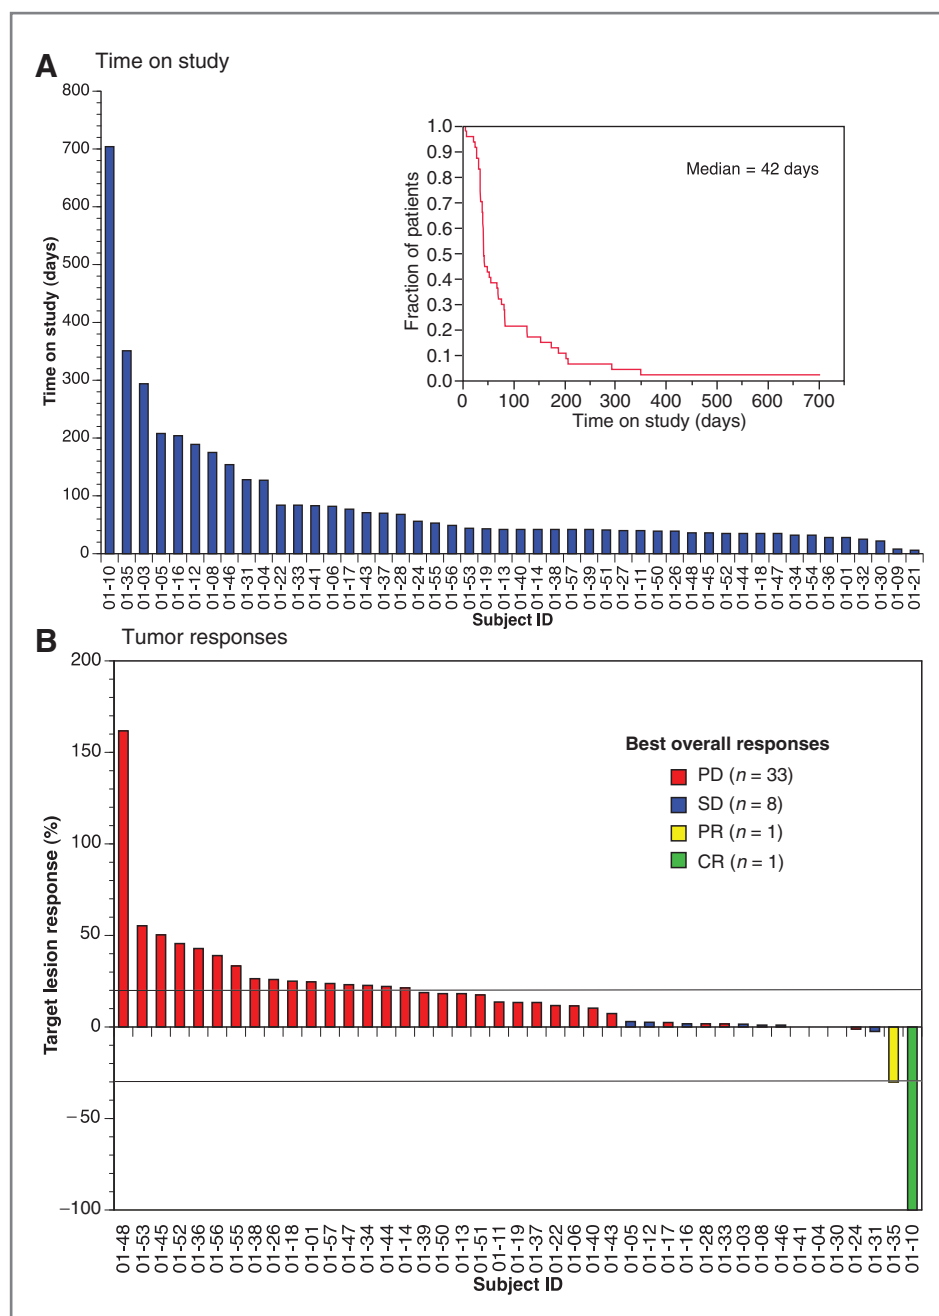 A Time on study
800
700
600
500
400
300
200
100
0
Time on study (days)
01-10 01-35 01-03 01-05 01-16 01-12 01-08 01-46 01-31 01-04 01-22 01-33 01-41 01-06 01-17 01-43 01-37 01-28 01-24 01-55 01-56 01-53 01-19 01-13 01-40 01-14 01-38 01-57 01-39 01-51 01-27 01-11 01-50 01-26 01-48 01-45 01-52 01-44 01-18 01-47 01-34 01-54 01-36 01-01 01-32 01-30 01-09 01-21
Subject ID
1.0
0.9
0.8
0.7
0.6
0.5
0.4
0.3
0.2
0.1
0.0
Fraction of patients
Median = 42 days
0 100 200 300 400 500 600 700
Time on study (days)
B Tumor responses
200
150
100
50
0
−50
−100
Target lesion response (%)
Best overall responses
PD (n = 33)
SD (n = 8)
PR (n = 1)
CR (n = 1)
01-48 01-53 01-45 01-52 01-36 01-56 01-55 01-38 01-26 01-18 01-01 01-57 01-47 01-34 01-44 01-14 01-39 01-50 01-13 01-51 01-11 01-19 01-37 01-22 01-06 01-40 01-43 01-05 01-12 01-17 01-16 01-28 01-33 01-03 01-08 01-46 01-41 01-04 01-30 01-24 01-31 01-35 01-10
Subject ID